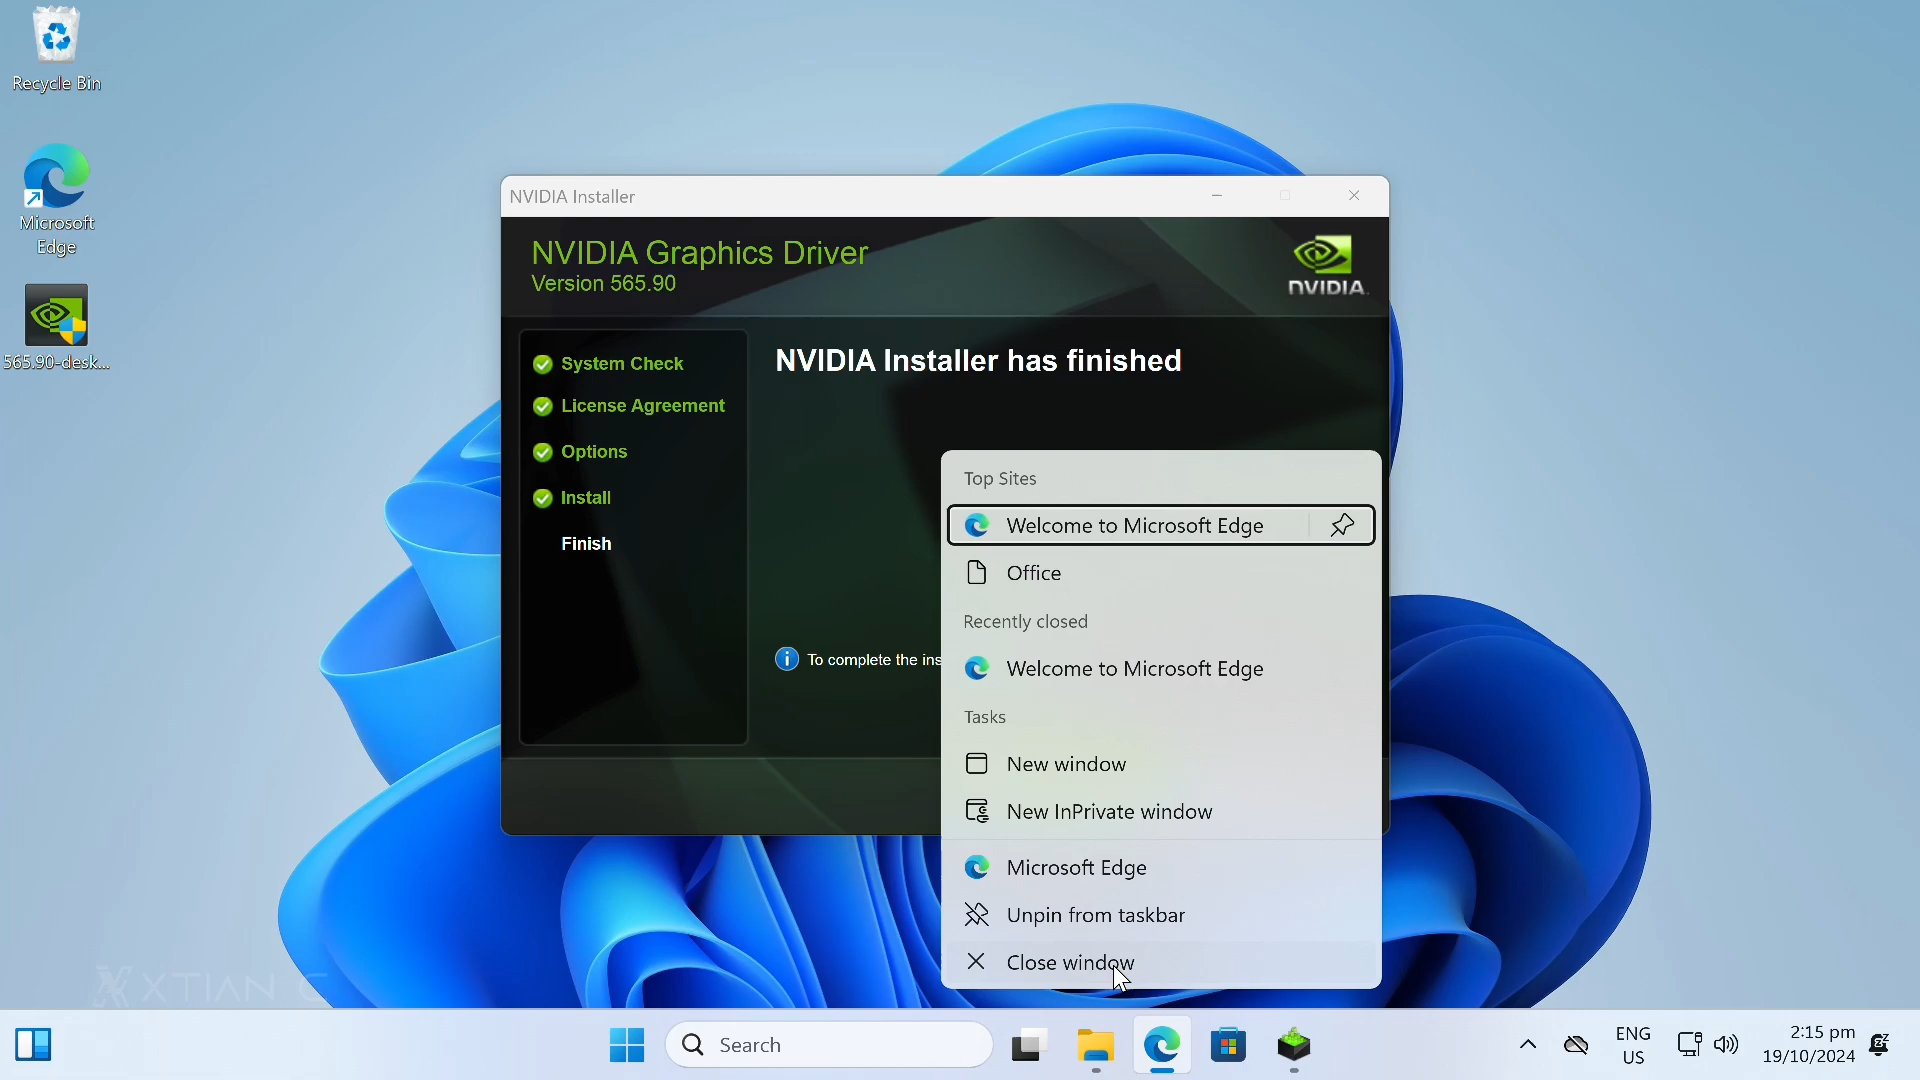 Recycle Bin
Microsoft
Edge
565.90-desk...
NVIDIA Installer
NVIDIA Graphics Driver
Version 565.90
NVIDIA.
System Check
License Agreement
Options
Install
Finish
NVIDIA Installer has finished
To complete the ins
Top Sites
Welcome to Microsoft Edge
Office
Recently closed
Welcome to Microsoft Edge
Tasks
New window
New InPrivate window
Microsoft Edge
Unpin from taskbar
Close window
XTIAN C
Search
ENG
US
2:15 pm
19/10/2024